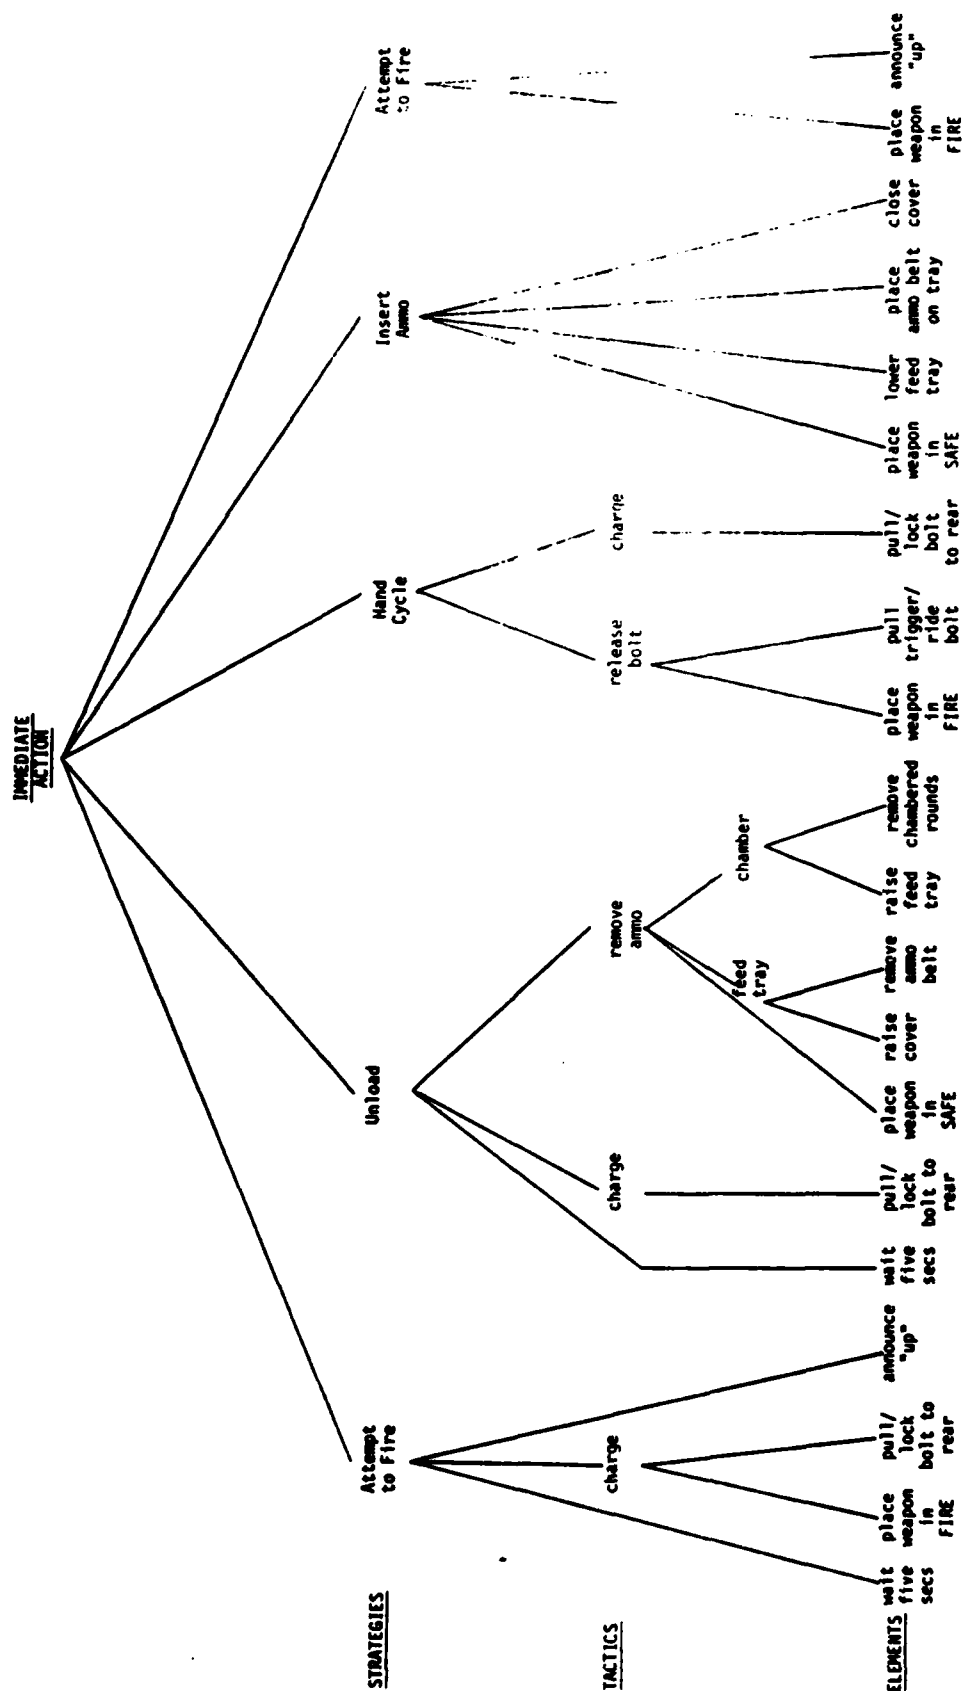 IMMEDIATE
ACTION
STRATEGIES
Attempt
to Fire
Unload
Hand
Cycle
Insert
Ammo
Attempt
to Fire
TACTICS
charge
charge
remove
ammo
release
bolt
charge
feed
tray
chamber
ELEMENTS
wait
five
secs
place
weapon
in
FIRE
pull/
lock
bolt to
rear
announce
"up"
wait
five
secs
pull/
lock
bolt to
rear
place
weapon
in
SAFE
raise
cover
remove
ammo
belt
raise
feed
tray
remove
chambered
rounds
place
weapon
in
FIRE
pull
trigger/
ride
bolt
pull/
lock
bolt
to rear
place
weapon
in
SAFE
lower
feed
tray
place
ammo belt
on tray
close
cover
place
weapon
in
FIRE
announce
"up"